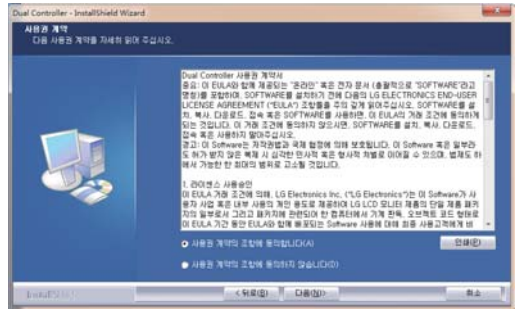 Dual Controller - InstallShield Wizard
사용권 계약
다음 사용권 계약을 자세히 읽어 주십시오.
Dual Controller 사용권 계약서
중요: 이 EULA와 함께 제공되는 "온라인" 혹은 전자 문서 (총괄적으로 "SOFTWARE"라고
명칭)를 포함하여, SOFTWARE를 설치하기 전에 다음의 LG ELECTRONICS END-USER
LICENSE AGREEMENT ("EULA") 조항들을 주의 깊게 읽어주십시오. SOFTWARE를 설
치, 복사, 다운로드, 접속 혹은 SOFTWARE를 사용하면, 이 EULA의 거래 조건에 동의하게
되는 것입니다. 이 거래 조건에 동의하지 않으시면, SOFTWARE를 설치, 복사, 다운로드,
접속 혹은 사용하지 말아주십시오.
경고: 이 Software는 저작권법과 국제 협정에 의해 보호됩니다. 이 Software 혹은 일부라
도 허가 받지 않은 복제 시 심각한 민사적 혹은 형사적 처벌로 이어질 수 있으며, 법제도 하
에서 가능한 한 최대의 범위로 고소될 것입니다.
1. 라이센스 사용승인
이 EULA 거래 조건에 의해, LG Electronics Inc. ("LG Electronics")는 이 Software가 사
용자 사업 혹은 내부 사용의 개인 용도로 제공하여 LG LCD 모니터 제품의 단일 제품 패키
지의 일부로서 그리고 패키지에 관련되어 한 컴퓨터에서 기계 판독, 오브젝트 코드 형태로
이 EULA 기간 동안 EULA와 함께 배포되는 Software 사용에 대해 최종 사용고객에게 비
사용권 계약의 조항에 동의합니다(A)
인쇄(P)
사용권 계약의 조항에 동의하지 않습니다(D)
InstallShield
< 뒤로(B)
다음(N)>
취소